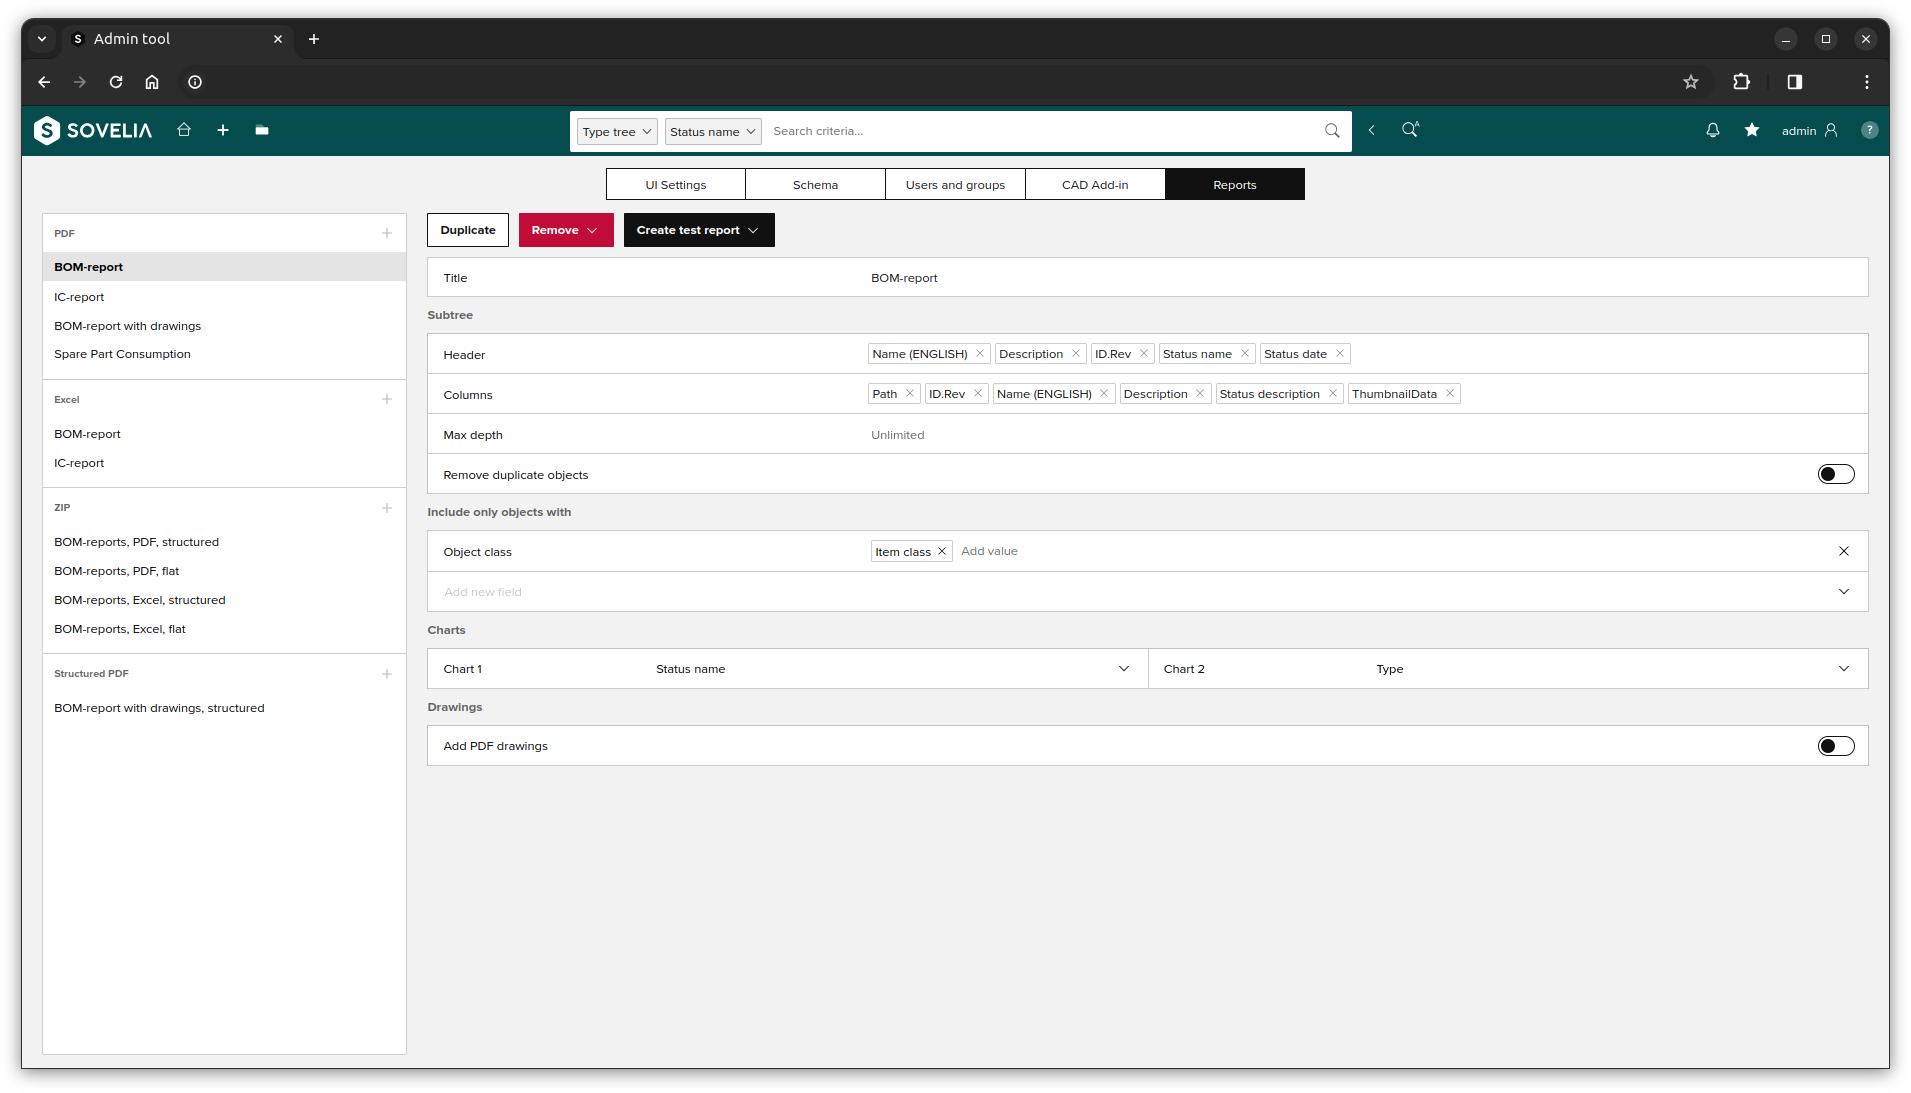 Admin tool
SOVELIA
Type tree
Status name
Search criteria...
A
admin
?
UI Settings
Schema
Users and groups
CAD Add-in
Reports
PDF
BOM-report
IC-report
BOM-report with drawings
Spare Part Consumption
Excel
BOM-report
IC-report
ZIP
BOM-reports, PDF, structured
BOM-reports, PDF, flat
BOM-reports, Excel, structured
BOM-reports, Excel, flat
Structured PDF
BOM-report with drawings, structured
Duplicate
Remove
Create test report
Title
BOM-report
Subtree
Header
Name (ENGLISH)
Description
ID.Rev
Status name
Status date
Columns
Path
ID.Rev
Name (ENGLISH)
Description
Status description
ThumbnailData
Max depth
Unlimited
Remove duplicate objects
Include only objects with
Object class
Item class
Add value
Add new field
Charts
Chart 1
Status name
Chart 2
Type
Drawings
Add PDF drawings